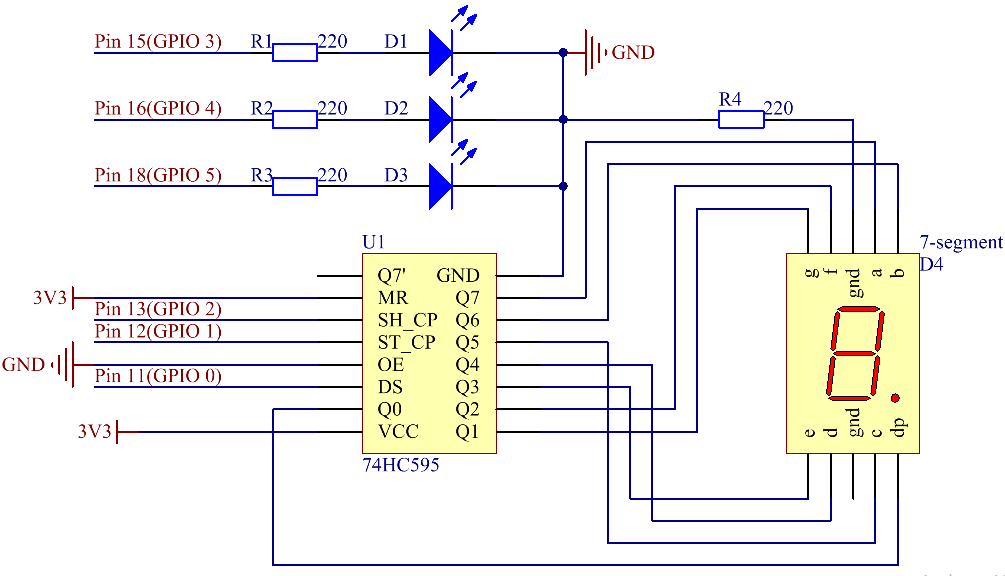 Pin 15(GPIO 3) R1 220 D1 GND
Pin 16(GPIO 4) R2 220 D2 R4 220
Pin 18(GPIO 5) R3 220 D3
U1
7-segment
D4
g f gnd a b
Q7' GND
3V3 MR Q7
Pin 13(GPIO 2) SH_CP Q6
Pin 12(GPIO 1) ST_CP Q5
GND OE Q4
Pin 11(GPIO 0) DS Q3
Q0 Q2
3V3 VCC Q1
e d gnd c dp
74HC595